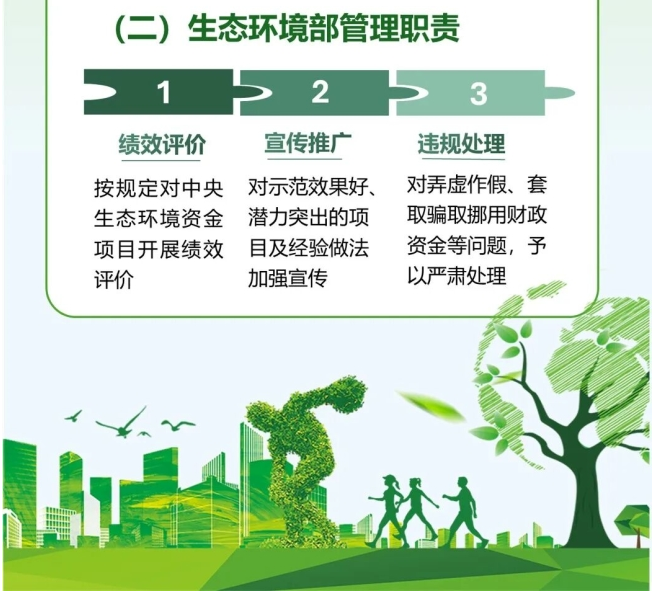 （二）生态环境部管理职责
1
2
3
绩效评价
宣传推广
违规处理
按规定对中央
生态环境资金
项目开展绩效
评价
对示范效果好、
潜力突出的项
目及经验做法
加强宣传
对弄虚作假、套
取骗取挪用财政
资金等问题，予
以严肃处理